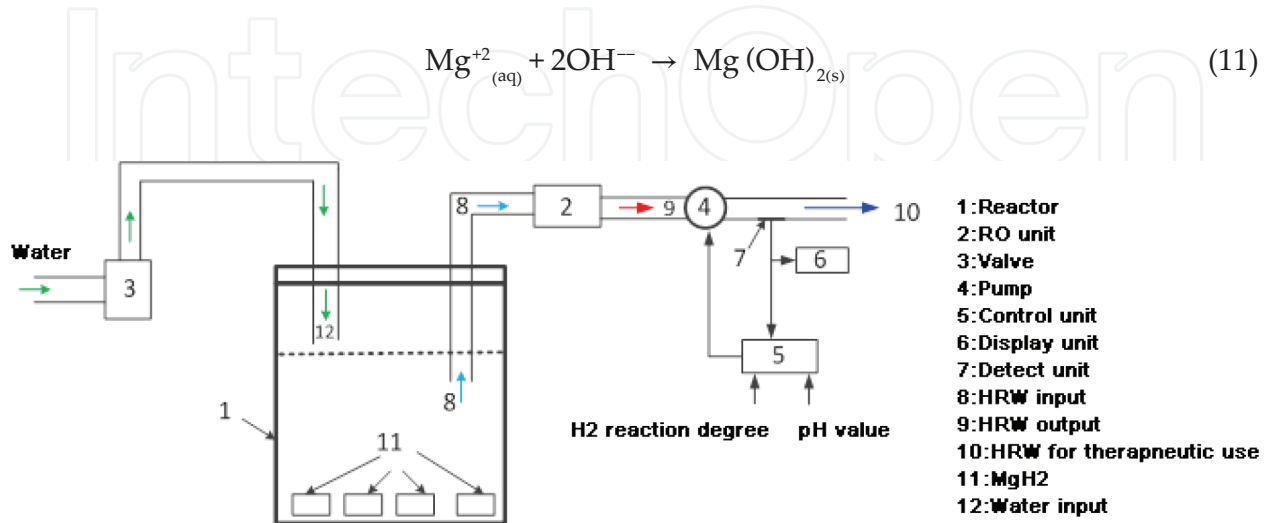 IntechOpen
Mg⁺²(aq) + 2OH⁻⁻ → Mg (OH)₂(s) (11)
Water
3
12
8
8
2
9
4
10
7
6
5
1
11
H2 reaction degree pH value
1:Reactor
2:RO unit
3:Valve
4:Pump
5:Control unit
6:Display unit
7:Detect unit
8:HRW input
9:HRW output
10:HRW for therapneutic use
11:MgH2
12:Water input